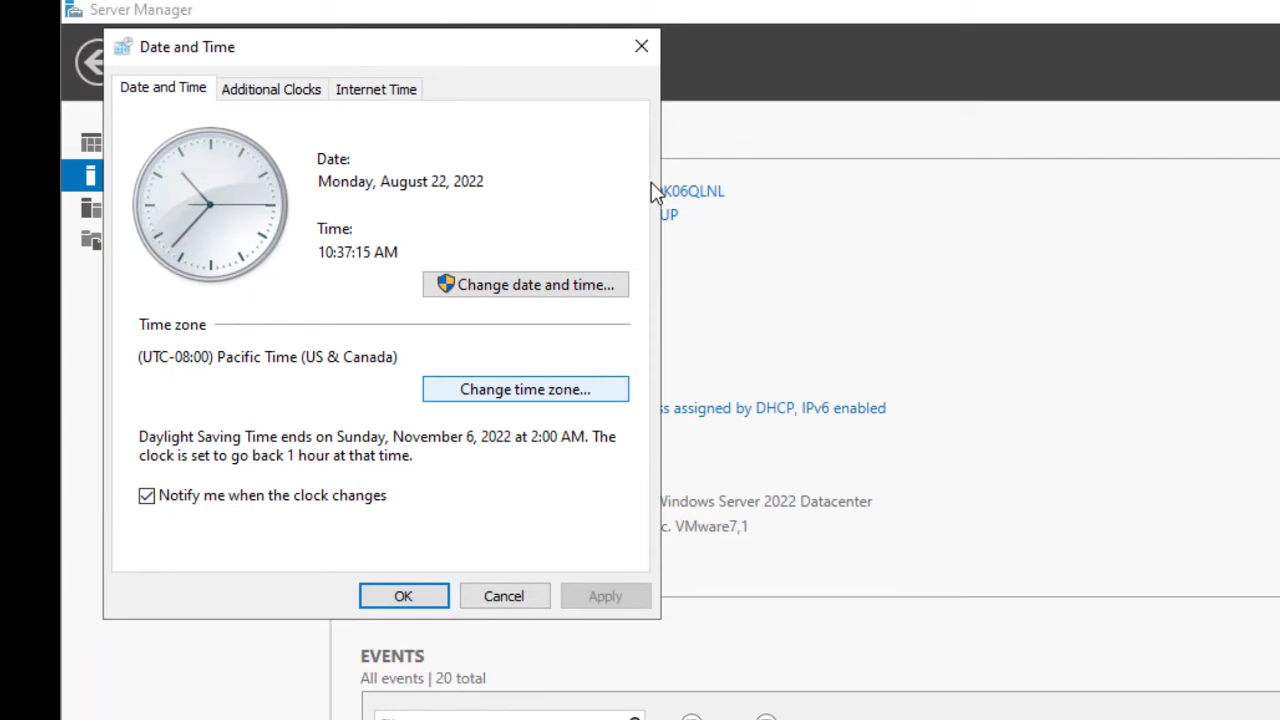 Server Manager
Date and Time
Date and Time
Additional Clocks
Internet Time
Date:
Monday, August 22, 2022
Time:
10:37:15 AM
Change date and time...
Time zone
(UTC-08:00) Pacific Time (US & Canada)
Change time zone...
Daylight Saving Time ends on Sunday, November 6, 2022 at 2:00 AM. The
clock is set to go back 1 hour at that time.
Notify me when the clock changes
OK
Cancel
Apply
K06QLNL
UP
ss assigned by DHCP, IPv6 enabled
Windows Server 2022 Datacenter
c. VMware7,1
EVENTS
All events | 20 total